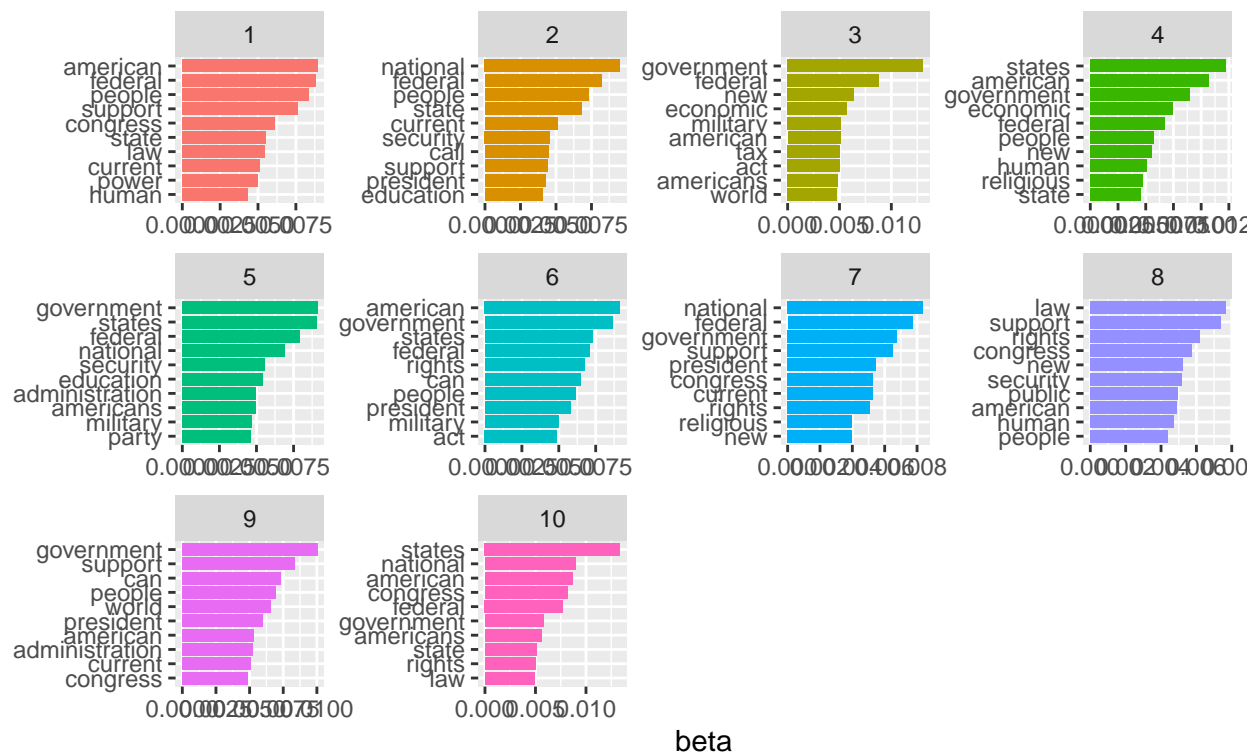 1 2 3 4
american
federal
people
support
congress
state
law
current
power
human
national
federal
people
state
current
security
call
support
president
education
government
federal
new
economic
military
american
tax
act
americans
world
states
american
government
economic
federal
people
new
human
religious
state
0.005 0.010
5 6 7 8
government
states
federal
national
security
education
administration
americans
military
party
american
government
states
federal
rights
can
people
president
military
act
national
federal
government
support
president
congress
current
rights
religious
new
law
support
rights
congress
new
security
public
american
human
people
9 10
government
support
can
people
world
president
american
administration
current
congress
states
national
american
congress
federal
government
americans
state
rights
law
0.000 0.005 0.010
beta